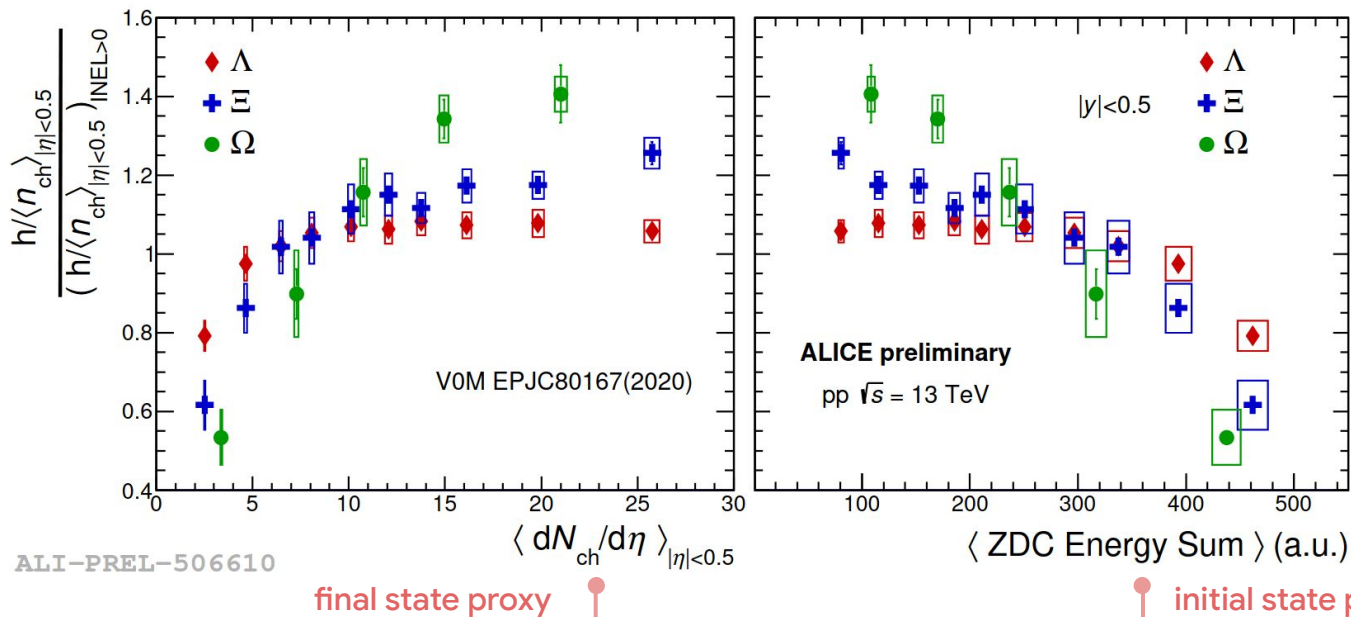 h/⟨n_ch⟩_|η|<0.5
(h/⟨n_ch⟩_|η|<0.5)_INEL>0
1.6
1.4
1.2
1
0.8
0.6
0.4
Λ
Ξ
Ω
V0M EPJC80167(2020)
0 5 10 15 20 25 30
⟨dN_ch/dη⟩_|η|<0.5
Λ
Ξ
Ω
|y|<0.5
ALICE preliminary
pp √s = 13 TeV
100 200 300 400 500
⟨ZDC Energy Sum⟩ (a.u.)
ALI-PREL-506610
final state proxy
initial state p